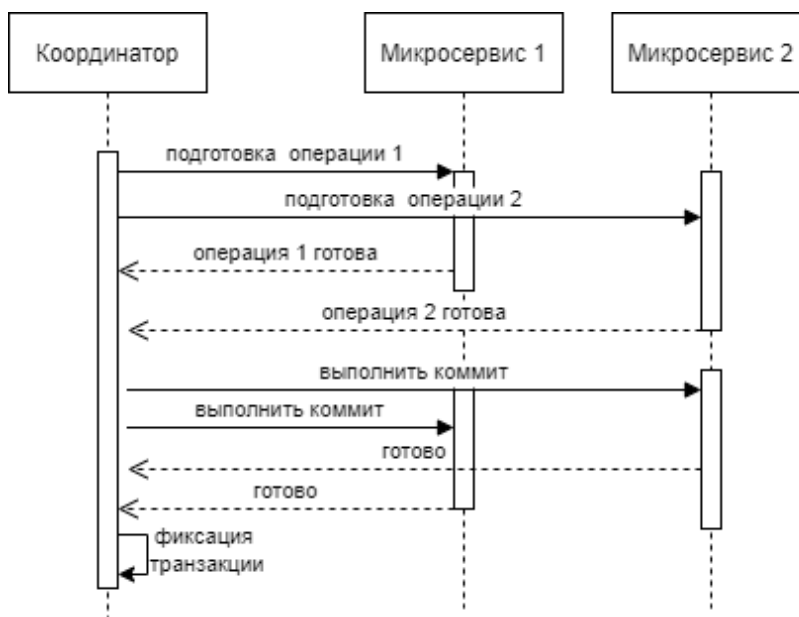 Координатор
Микросервис 1
Микросервис 2
подготовка операции 1
подготовка операции 2
операция 1 готова
операция 2 готова
выполнить коммит
выполнить коммит
готово
готово
фиксация
транзакции